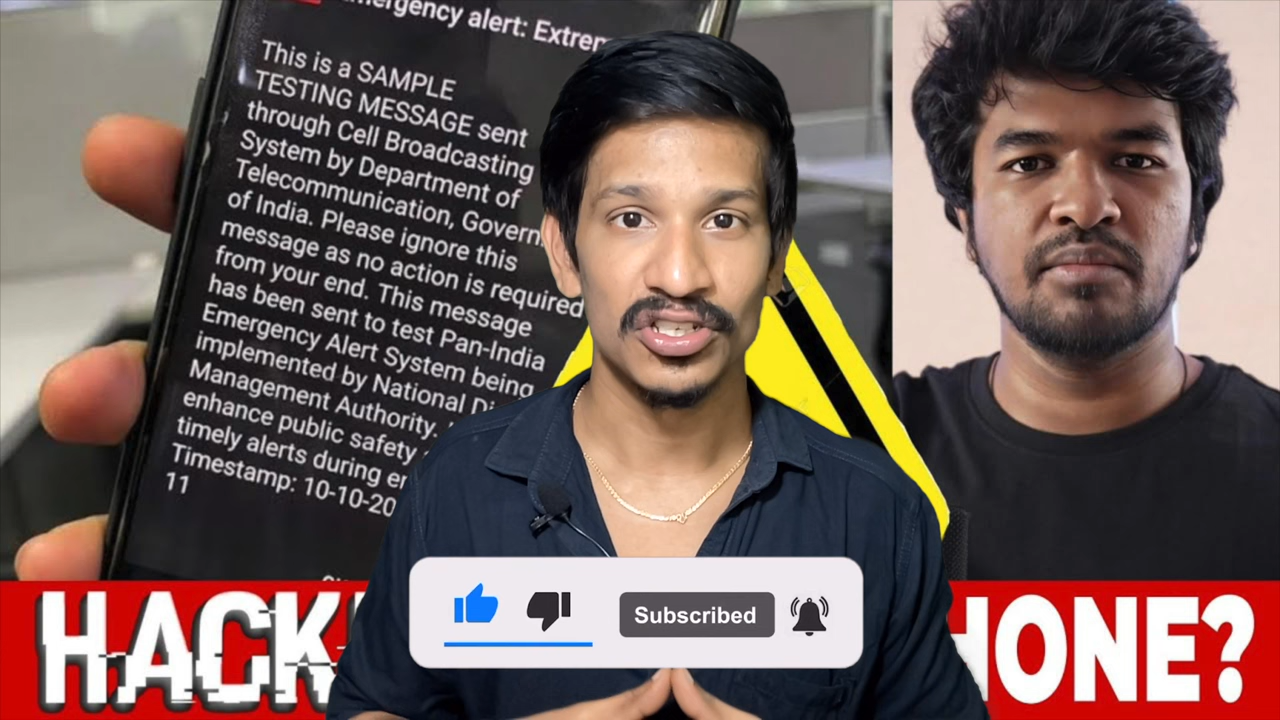 Emergency alert: Extrem
This is a SAMPLE
TESTING MESSAGE sent
through Cell Broadcasting
System by Department of
Telecommunication, Governm
of India. Please ignore this
message as no action is required
from your end. This message
has been sent to test Pan-India
Emergency Alert System being
implemented by National Di
Management Authority.
enhance public safety
timely alerts during em
Timestamp: 10-10-20
11
Subscribed
HACK
HONE?